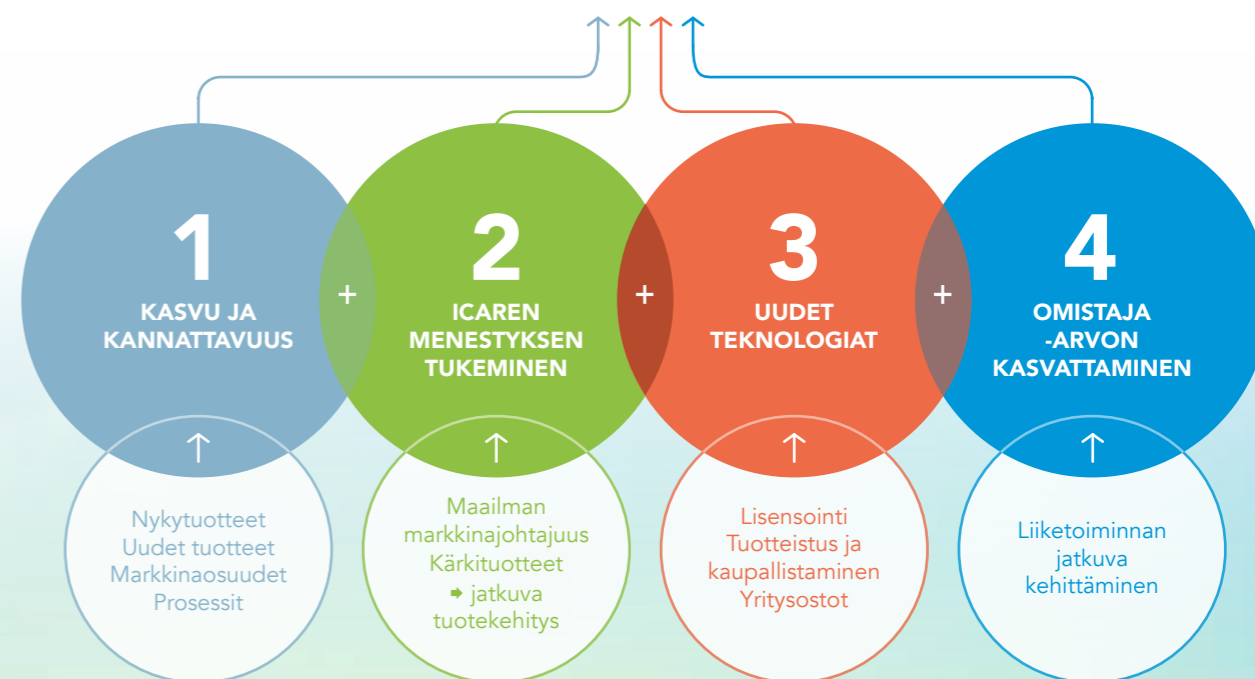 1
KASVU JA
KANNATTAVUUS
+
2
ICAREN
MENESTYKSEN
TUKEMINEN
+
3
UUDET
TEKNOLOGIAT
+
4
OMISTAJA
-ARVON
KASVATTAMINEN
Nykytuotteet
Uudet tuotteet
Markkinaosuudet
Prosessit
Maailman
markkinajohtajuus
Kärkituotteet
➧ jatkuva
tuotekehitys
Lisensointi
Tuotteistus ja
kaupallistaminen
Yritysostot
Liiketoiminnan
jatkuva
kehittäminen